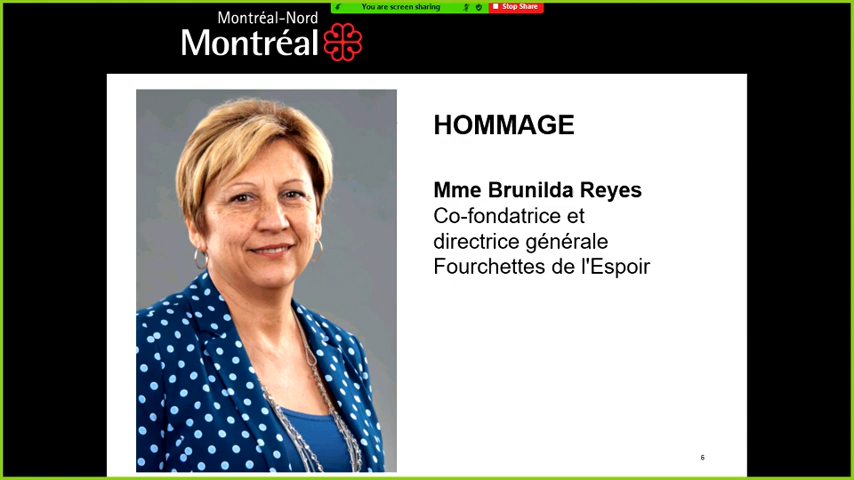 You are screen sharing
Stop Share
Montréal-Nord
Montréal
HOMMAGE
Mme Brunilda Reyes
Co-fondatrice et
directrice générale
Fourchettes de l'Espoir
6